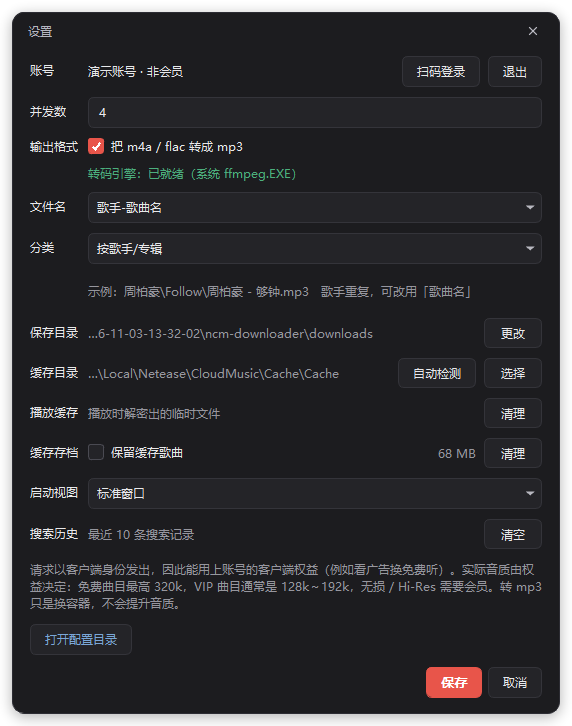 设置
账号 演示账号 · 非会员 扫码登录 退出
并发数 4
输出格式 把 m4a / flac 转成 mp3
转码引擎：已就绪（系统 ffmpeg.EXE）
文件名 歌手-歌曲名
分类 按歌手/专辑
示例：周柏豪\Follow\周柏豪 - 够钟.mp3 歌手重复，可改用「歌曲名」
保存目录 ...6-11-03-13-32-02\ncm-downloader\downloads 更改
缓存目录 ...\Local\Netease\CloudMusic\Cache\Cache 自动检测 选择
播放缓存 播放时解密出的临时文件 清理
缓存存档 保留缓存歌曲 68 MB 清理
启动视图 标准窗口
搜索历史 最近 10 条搜索记录 清空
请求以客户端身份发出，因此能用上账号的客户端权益（例如看广告换免费听）。实际音质由权
益决定：免费曲目最高 320k，VIP 曲目通常是 128k~192k，无损 / Hi-Res 需要会员。转 mp3
只是换容器，不会提升音质。
打开配置目录
保存 取消